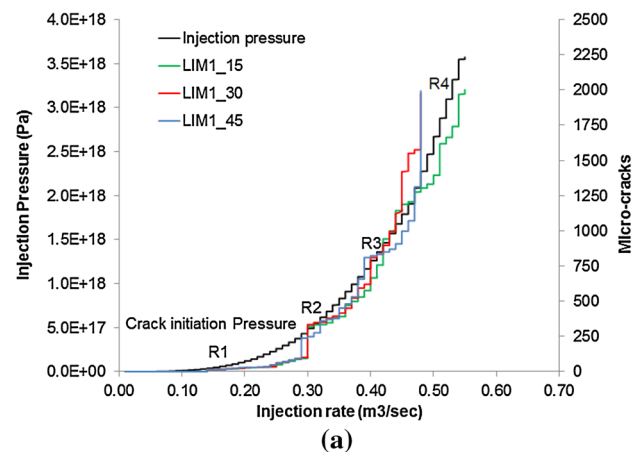 4.0E+18
3.5E+18
3.0E+18
2.5E+18
2.0E+18
1.5E+18
1.0E+18
5.0E+17
0.0E+00
Injection Pressure (Pa)
Injection pressure
LIM1_15
LIM1_30
LIM1_45
Crack initiation Pressure
R1
R2
R3
R4
2500
2250
2000
1750
1500
1250
1000
750
500
250
0
Micro-cracks
0.00 0.10 0.20 0.30 0.40 0.50 0.60 0.70
Injection rate (m3/sec)
(a)